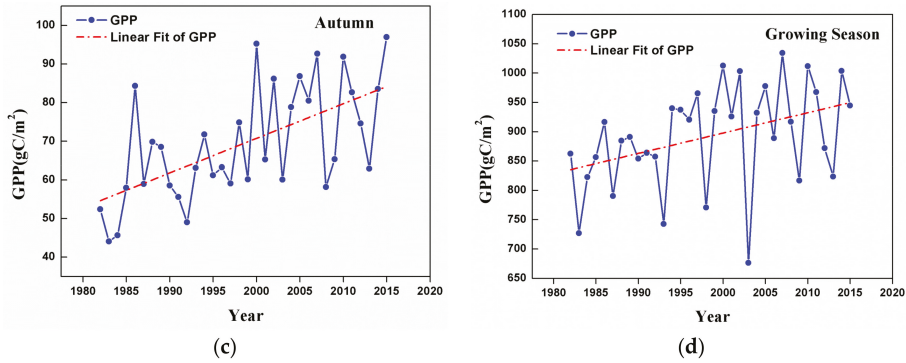 GPP
Linear Fit of GPP
Autumn
100
90
80
70
60
50
40
GPP(gC/m²)
1980 1985 1990 1995 2000 2005 2010 2015 2020
Year
(c)
GPP
Linear Fit of GPP
Growing Season
1100
1050
1000
950
900
850
800
750
700
650
GPP(gC/m²)
1980 1985 1990 1995 2000 2005 2010 2015 2020
Year
(d)